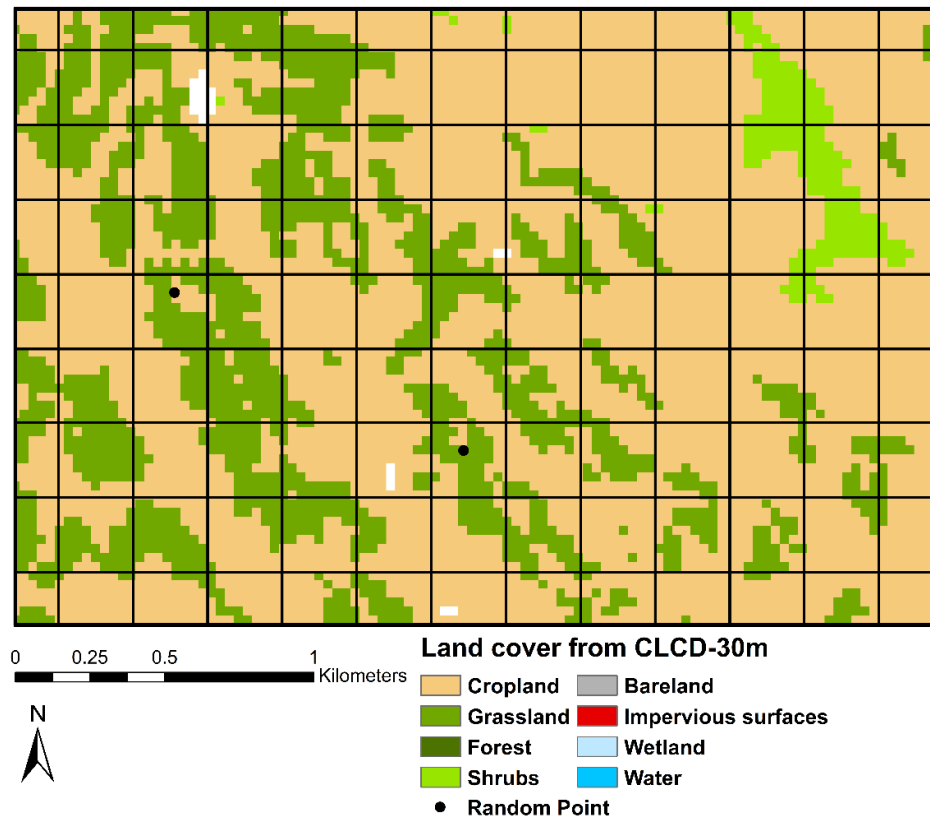 0 0.25 0.5 1
Kilometers
N
Land cover from CLCD-30m
Cropland Bareland
Grassland Impervious surfaces
Forest Wetland
Shrubs Water
Random Point